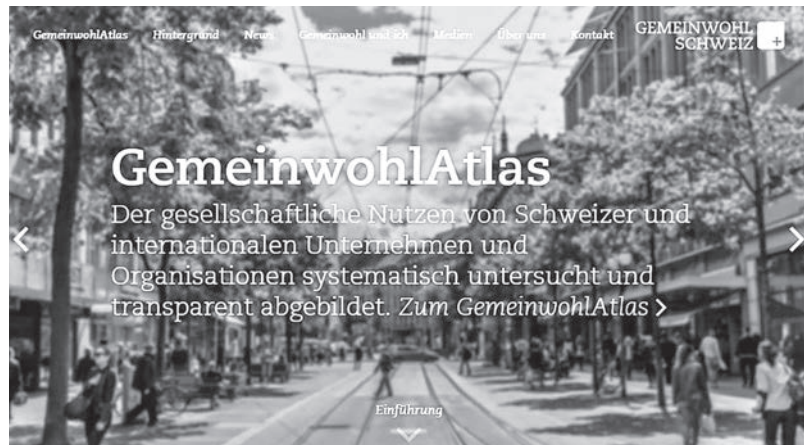 GemeinwohlAtlas Hintergrund News Gemeinwohl und ich Medien Über uns Kontakt
GEMEINWOHL
SCHWEIZ
GemeinwohlAtlas
Der gesellschaftliche Nutzen von Schweizer und
internationalen Unternehmen und
Organisationen systematisch untersucht und
transparent abgebildet. Zum GemeinwohlAtlas >
Einführung